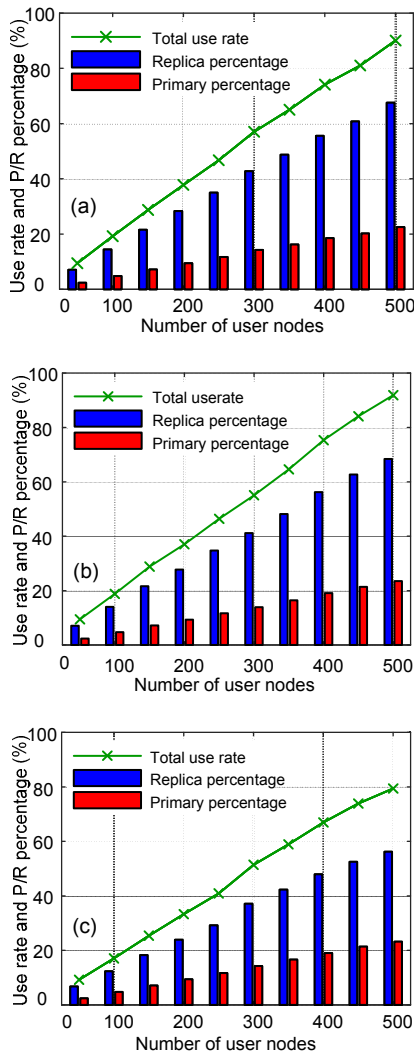 100
Total use rate
Replica percentage
Primary percentage
80
60
40
20
0
(a)
Use rate and P/R percentage (%)
0 100 200 300 400 500
Number of user nodes
100
Total userate
Replica percentage
Primary percentage
80
60
40
20
0
(b)
Use rate and P/R percentage (%)
0 100 200 300 400 500
Number of user nodes
100
Total use rate
Replica percentage
Primary percentage
80
60
40
20
0
(c)
Use rate and P/R percentage (%)
0 100 200 300 400 500
Number of user nodes